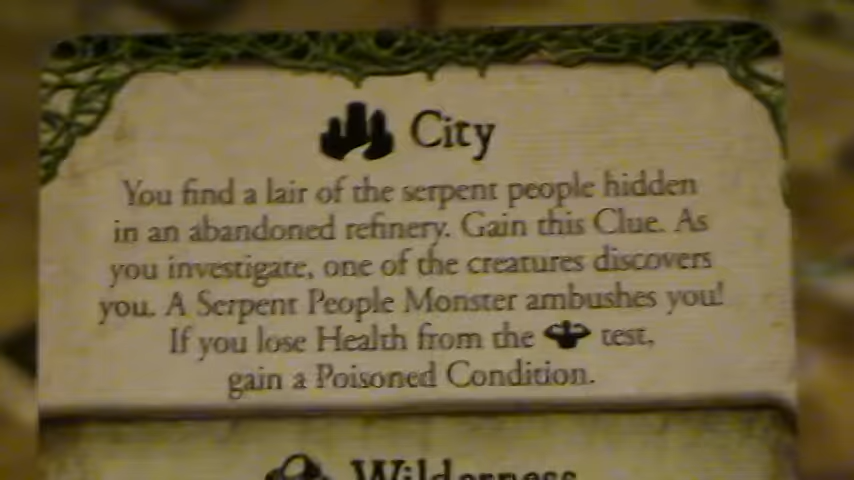 City
You find a lair of the serpent people hidden
in an abandoned refinery. Gain this Clue. As
you investigate, one of the creatures discovers
you. A Serpent People Monster ambushes you!
If you lose Health from the test,
gain a Poisoned Condition.
Wilderness